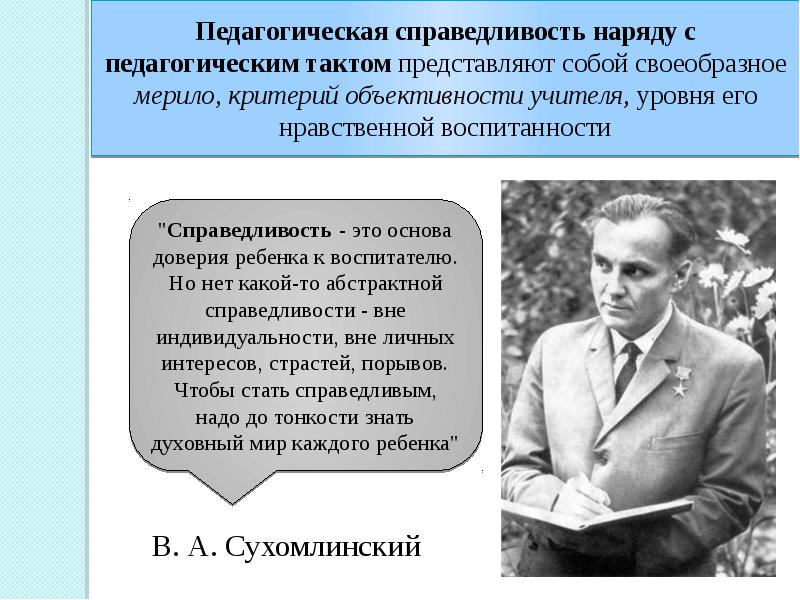 Педагогическая справедливость наряду с
педагогическим тактом представляют собой своеобразное
мерило, критерий объективности учителя, уровня его
нравственной воспитанности
"Справедливость - это основа
доверия ребенка к воспитателю.
Но нет какой-то абстрактной
справедливости - вне
индивидуальности, вне личных
интересов, страстей, порывов.
Чтобы стать справедливым,
надо до тонкости знать
духовный мир каждого ребенка"
В. А. Сухомлинский